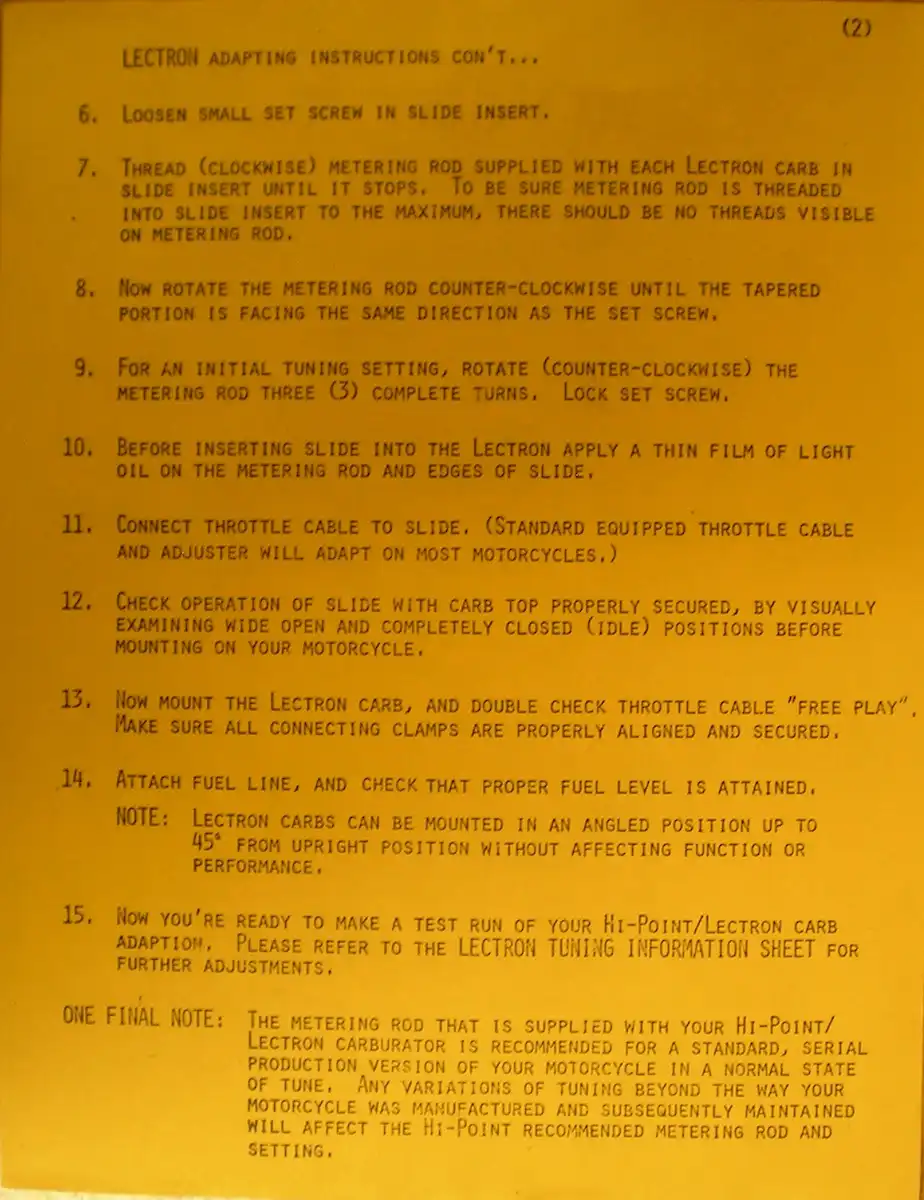 (2)
LECTRON ADAPTING INSTRUCTIONS CON'T...
6. LOOSEN SMALL SET SCREW IN SLIDE INSERT.
7. THREAD (CLOCKWISE) METERING ROD SUPPLIED WITH EACH LECTRON CARB IN
SLIDE INSERT UNTIL IT STOPS. TO BE SURE METERING ROD IS THREADED
INTO SLIDE INSERT TO THE MAXIMUM, THERE SHOULD BE NO THREADS VISIBLE
ON METERING ROD.
8. NOW ROTATE THE METERING ROD COUNTER-CLOCKWISE UNTIL THE TAPERED
PORTION IS FACING THE SAME DIRECTION AS THE SET SCREW.
9. FOR AN INITIAL TUNING SETTING, ROTATE (COUNTER-CLOCKWISE) THE
METERING ROD THREE (3) COMPLETE TURNS. LOCK SET SCREW.
10. BEFORE INSERTING SLIDE INTO THE LECTRON APPLY A THIN FILM OF LIGHT
OIL ON THE METERING ROD AND EDGES OF SLIDE.
11. CONNECT THROTTLE CABLE TO SLIDE. (STANDARD EQUIPPED THROTTLE CABLE
AND ADJUSTER WILL ADAPT ON MOST MOTORCYCLES.)
12. CHECK OPERATION OF SLIDE WITH CARB TOP PROPERLY SECURED, BY VISUALLY
EXAMINING WIDE OPEN AND COMPLETELY CLOSED (IDLE) POSITIONS BEFORE
MOUNTING ON YOUR MOTORCYCLE.
13. NOW MOUNT THE LECTRON CARB, AND DOUBLE CHECK THROTTLE CABLE "FREE PLAY".
MAKE SURE ALL CONNECTING CLAMPS ARE PROPERLY ALIGNED AND SECURED.
14. ATTACH FUEL LINE, AND CHECK THAT PROPER FUEL LEVEL IS ATTAINED.
NOTE: LECTRON CARBS CAN BE MOUNTED IN AN ANGLED POSITION UP TO
45° FROM UPRIGHT POSITION WITHOUT AFFECTING FUNCTION OR
PERFORMANCE.
15. NOW YOU'RE READY TO MAKE A TEST RUN OF YOUR HI-POINT/LECTRON CARB
ADAPTION. PLEASE REFER TO THE LECTRON TUNING INFORMATION SHEET FOR
FURTHER ADJUSTMENTS.
ONE FINAL NOTE: THE METERING ROD THAT IS SUPPLIED WITH YOUR HI-POINT/
LECTRON CARBURATOR IS RECOMMENDED FOR A STANDARD, SERIAL
PRODUCTION VERSION OF YOUR MOTORCYCLE IN A NORMAL STATE
OF TUNE. ANY VARIATIONS OF TUNING BEYOND THE WAY YOUR
MOTORCYCLE WAS MANUFACTURED AND SUBSEQUENTLY MAINTAINED
WILL AFFECT THE HI-POINT RECOMMENDED METERING ROD AND
SETTING.